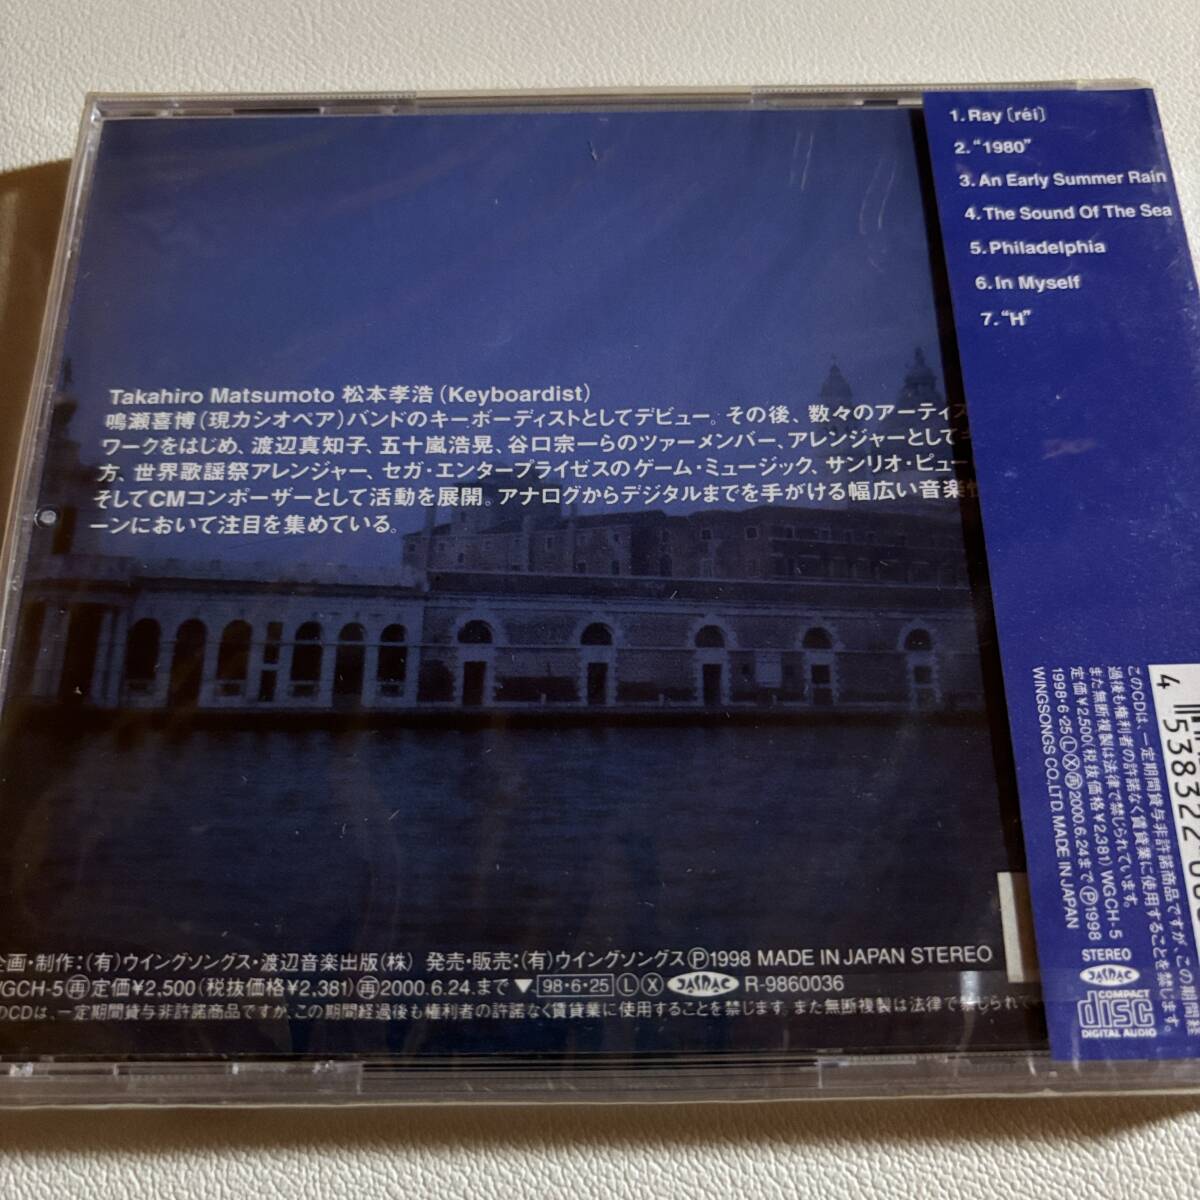 Takahiro Matsumoto 松本孝浩 (Keyboardist)
鳴瀬喜博(現カシオペア)バンドのキーボーディストとしてデビュー。その後、数々のアーティス
ワークをはじめ、渡辺真知子、五十嵐浩晃、谷口宗一らのツァーメンバー、アレンジャーとして
方、世界歌謡祭アレンジャー、セガ・エンタープライゼスのゲーム・ミュージック、サンリオ・ピュー
そしてCMコンポーザーとして活動を展開。アナログからデジタルまでを手がける幅広い音楽性
ーンにおいて注目を集めている。
企画・制作:(有)ウイングソングス・渡辺音楽出版(株) 発売・販売:(有)ウイングソングス Ⓟ1998 MADE IN JAPAN STEREO
WGCH-5 ㊢定価¥2,500(税抜価格¥2,381) 再2000.6.24まで▼ 98・6・25 Ⓛ Ⓧ JASRAC R-9860036
のCDは、一定期間貸与非許諾商品ですが、この期間経過後も権利者の許諾なく賃貸業に使用することを禁じます。また無断複製は法律で禁じられて
1. Ray〔réi〕
2. “1980”
3. An Early Summer Rain
4. The Sound Of The Sea
5. Philadelphia
6. In Myself
7. “H”
4 538322
このCDは、一定期間貸与非許諾商品ですが、この期間経
過後も権利者の許諾なく賃貸業に使用することを禁じます。
また無断複製は法律で禁じられています。
定価¥2,500(税抜価格¥2,381) WGCH-5
1998・6・25 Ⓛ Ⓧ 再2000.6.24まで Ⓟ1998
WINGSONGS CO.,LTD. MADE IN JAPAN
STEREO
JASRAC
COMPACT
disc
DIGITAL AUDIO